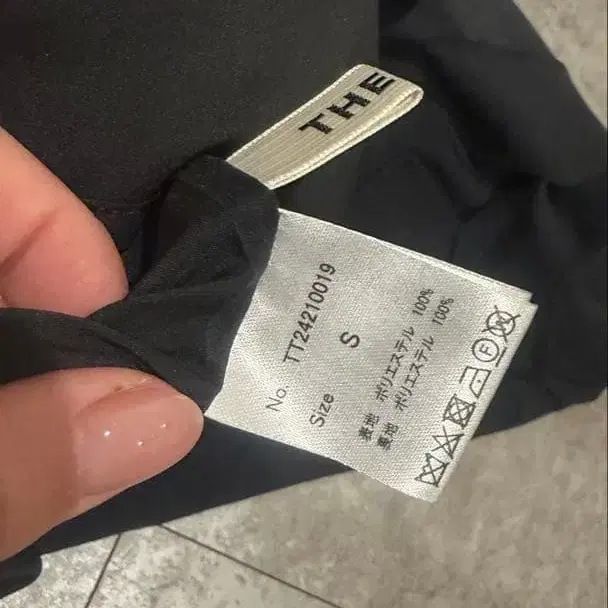 THE
No. TT24210019
Size S
表地 ポリエステル 100%
裏地 ポリエステル 100%
F